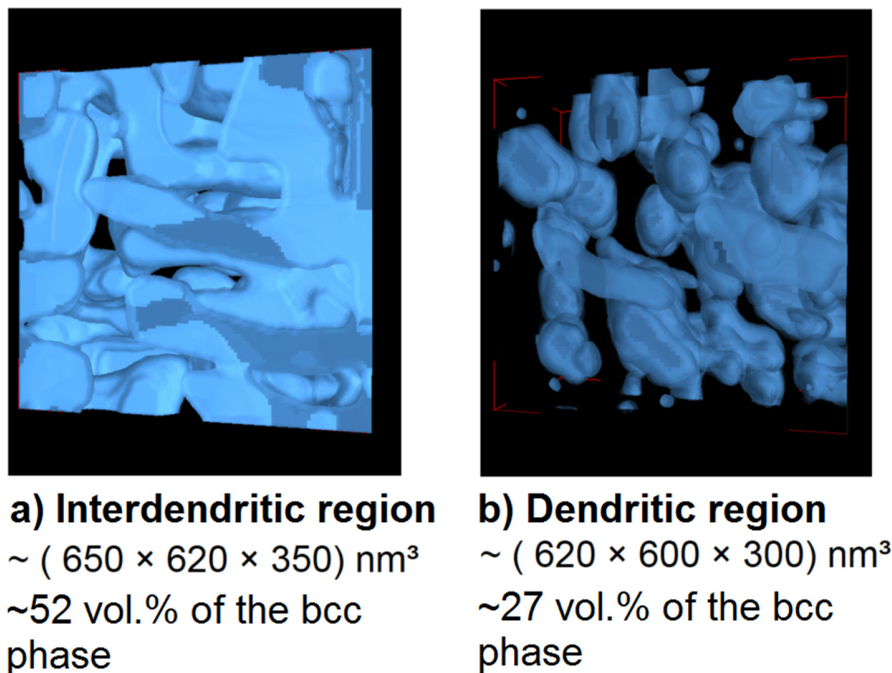 a) Interdendritic region
~ ( 650 × 620 × 350) nm³
~52 vol.% of the bcc
phase
b) Dendritic region
~ ( 620 × 600 × 300) nm³
~27 vol.% of the bcc
phase